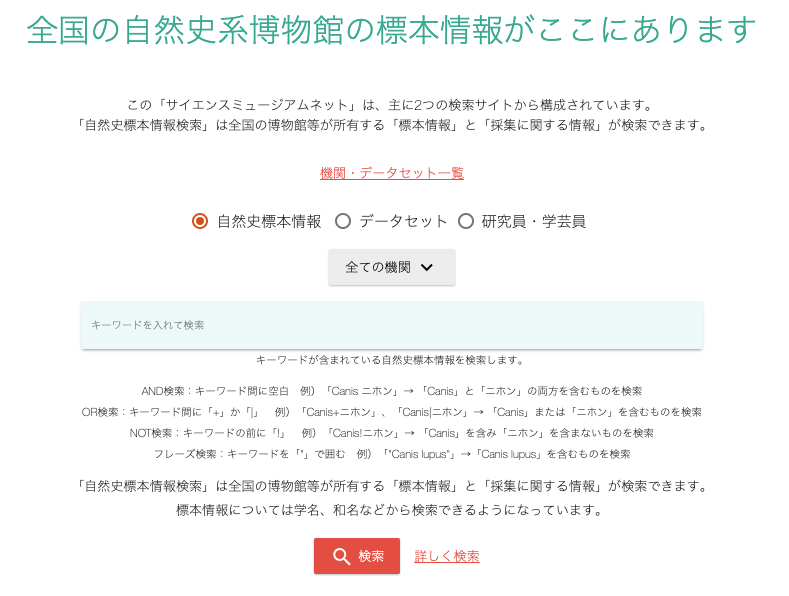 全国の自然史系博物館の標本情報がここにあります
この「サイエンスミュージアムネット」は、主に2つの検索サイトから構成されています。
「自然史標本情報検索」は全国の博物館等が所有する「標本情報」と「採集に関する情報」が検索できます。
機関・データセット一覧
自然史標本情報 データセット 研究員・学芸員
全ての機関
キーワードを入れて検索
キーワードが含まれている自然史標本情報を検索します。
AND検索：キーワード間に空白　例）「Canis ニホン」→ 「Canis」と「ニホン」の両方を含むものを検索
OR検索：キーワード間に「+」か「|」　例）「Canis+ニホン」、「Canis|ニホン」→ 「Canis」または「ニホン」を含むものを検索
NOT検索：キーワードの前に「!」　例）「Canis!ニホン」→ 「Canis」を含み「ニホン」を含まないものを検索
フレーズ検索：キーワードを「"」で囲む　例）「"Canis lupus"」→「Canis lupus」を含むものを検索
「自然史標本情報検索」は全国の博物館等が所有する「標本情報」と「採集に関する情報」が検索できます。
標本情報については学名、和名などから検索できるようになっています。
検索 詳しく検索